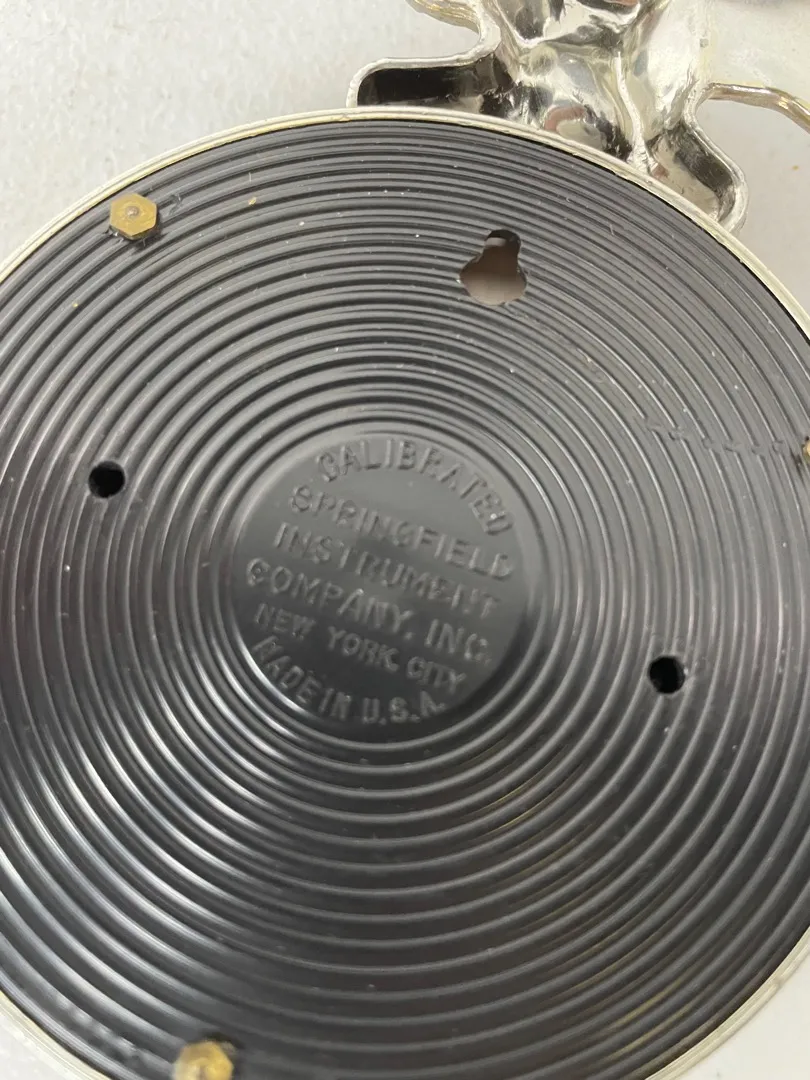 CALIBRATED
SPRINGFIELD
INSTRUMENT
COMPANY, INC.
NEW YORK, CITY
MADE IN U.S.A.